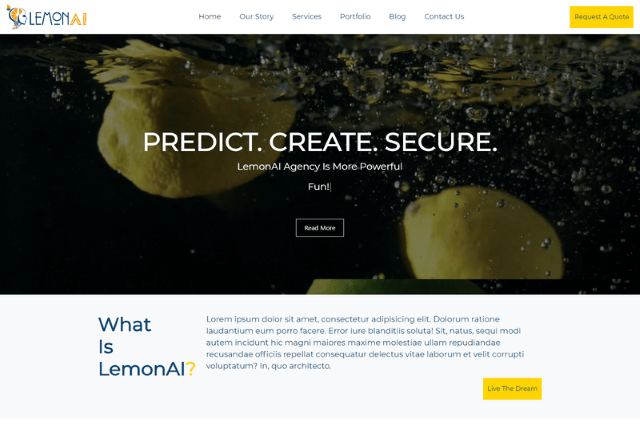 LEMONAI
Home Our Story Services Portfolio Blog Contact Us
Request A Quote
PREDICT. CREATE. SECURE.
LemonAI Agency Is More Powerful
Fun!|
Read More
What
Is
LemonAI?
Lorem ipsum dolor sit amet, consectetur adipisicing elit. Dolorum ratione
laudantium eum porro facere. Error iure blanditiis soluta! Sit, natus, sequi modi
autem incidunt hic magni maiores maxime molestiae ullam repudiandae
recusandae officiis repellat consequatur delectus vitae laborum et velit corrupti
voluptatum? In, quo architecto.
Live The Dream